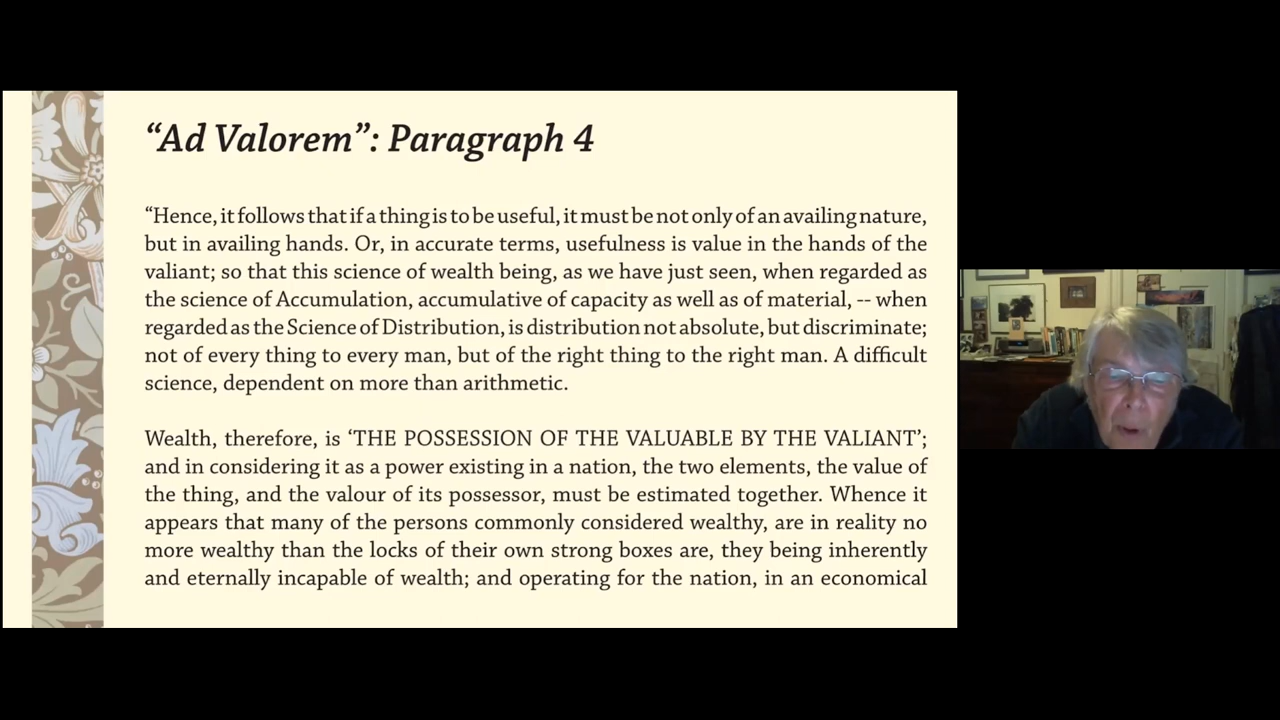 “Ad Valorem”: Paragraph 4
“Hence, it follows that if a thing is to be useful, it must be not only of an availing nature,
but in availing hands. Or, in accurate terms, usefulness is value in the hands of the
valiant; so that this science of wealth being, as we have just seen, when regarded as
the science of Accumulation, accumulative of capacity as well as of material, -- when
regarded as the Science of Distribution, is distribution not absolute, but discriminate;
not of every thing to every man, but of the right thing to the right man. A difficult
science, dependent on more than arithmetic.
Wealth, therefore, is ‘THE POSSESSION OF THE VALUABLE BY THE VALIANT’;
and in considering it as a power existing in a nation, the two elements, the value of
the thing, and the valour of its possessor, must be estimated together. Whence it
appears that many of the persons commonly considered wealthy, are in reality no
more wealthy than the locks of their own strong boxes are, they being inherently
and eternally incapable of wealth; and operating for the nation, in an economical